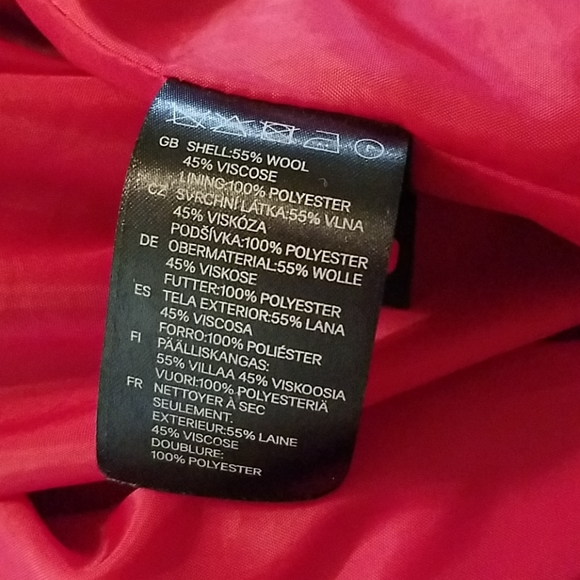 GB SHELL:55% WOOL
45% VISCOSE
LINING:100% POLYESTER
CZ SVRCHNÍ LÁTKA:55% VLNA
45% VISKÓZA
PODŠÍVKA:100% POLYESTER
DE OBERMATERIAL:55% WOLLE
45% VISKOSE
FUTTER:100% POLYESTER
ES TELA EXTERIOR:55% LANA
45% VISCOSA
FORRO:100% POLIÉSTER
FI PÄÄLLISKANGAS:
55% VILLAA 45% VISKOOSIA
VUORI:100% POLYESTERIÄ
FR NETTOYER À SEC
SEULEMENT.
EXTERIEUR:55% LAINE
45% VISCOSE
DOUBLURE:
100% POLYESTER